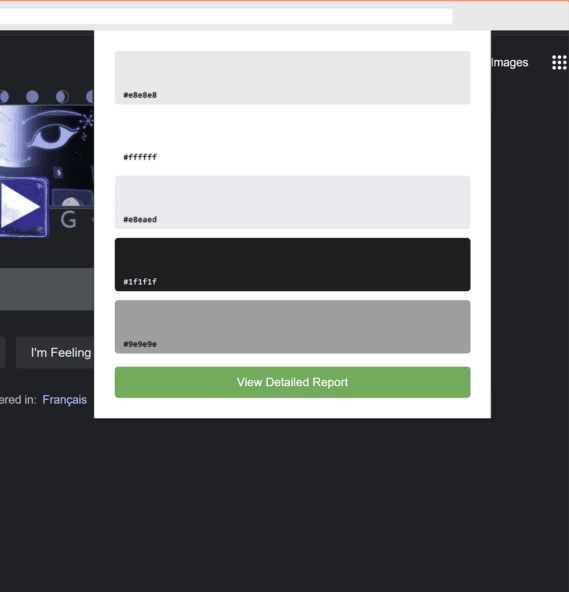 Images
#e8e8e8
#ffffff
#e8eaed
G
#1f1f1f
#9e9e9e
I'm Feeling
View Detailed Report
ered in: Français